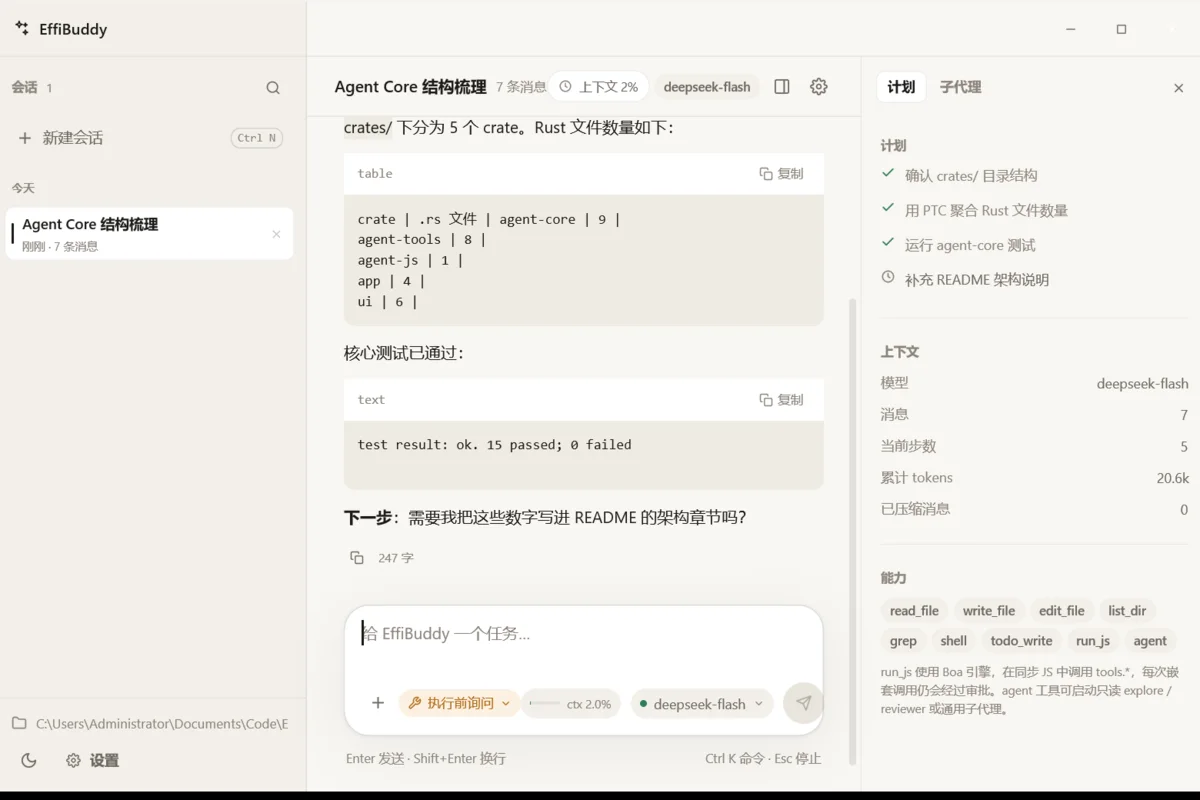 EffiBuddy
会话 1
新建会话 Ctrl N
今天
Agent Core 结构梳理
刚刚 · 7 条消息
C:\Users\Administrator\Documents\Code\E
设置
Agent Core 结构梳理 7 条消息 上下文 2% deepseek-flash
crates/ 下分为 5 个 crate。Rust 文件数量如下：
table 复制
crate | .rs 文件 | agent-core | 9 |
agent-tools | 8 |
agent-js | 1 |
app | 4 |
ui | 6 |
核心测试已通过：
text 复制
test result: ok. 15 passed; 0 failed
下一步：需要我把这些数字写进 README 的架构章节吗？
247 字
给 EffiBuddy 一个任务...
执行前询问 ctx 2.0% deepseek-flash
Enter 发送 · Shift+Enter 换行 Ctrl K 命令 · Esc 停止
计划 子代理
计划
确认 crates/ 目录结构
用 PTC 聚合 Rust 文件数量
运行 agent-core 测试
补充 README 架构说明
上下文
模型 deepseek-flash
消息 7
当前步数 5
累计 tokens 20.6k
已压缩消息 0
能力
read_file write_file edit_file list_dir
grep shell todo_write run_js agent
run_js 使用 Boa 引擎，在同步 JS 中调用 tools.*，每次嵌
套调用仍会经过审批。agent 工具可启动只读 explore /
reviewer 或通用子代理。